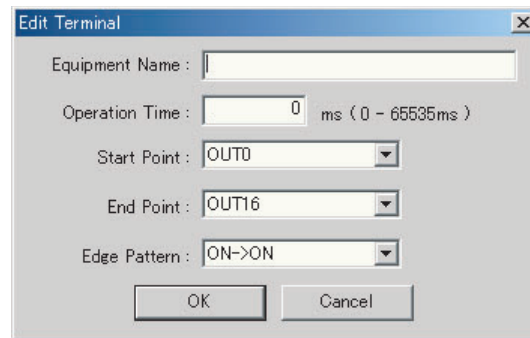 Edit Terminal
Equipment Name :
Operation Time : 0 ms ( 0 - 65535ms )
Start Point : OUT0
End Point : OUT16
Edge Pattern : ON->ON
OK Cancel